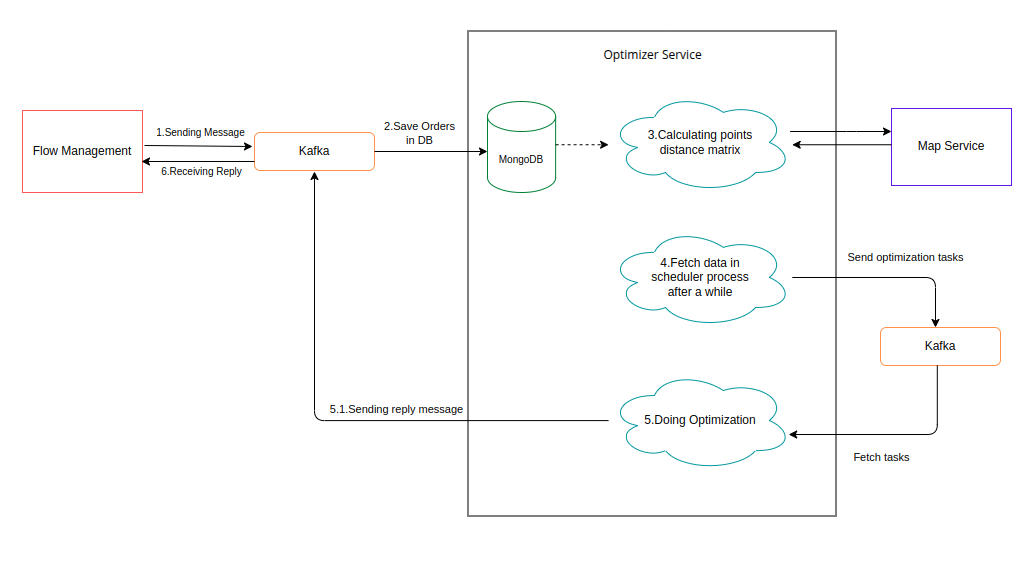 Optimizer Service
Flow Management
1.Sending Message
6.Receiving Reply
Kafka
2.Save Orders
in DB
MongoDB
3.Calculating points
distance matrix
Map Service
4.Fetch data in
scheduler process
after a while
Send optimization tasks
Kafka
Fetch tasks
5.Doing Optimization
5.1.Sending reply message